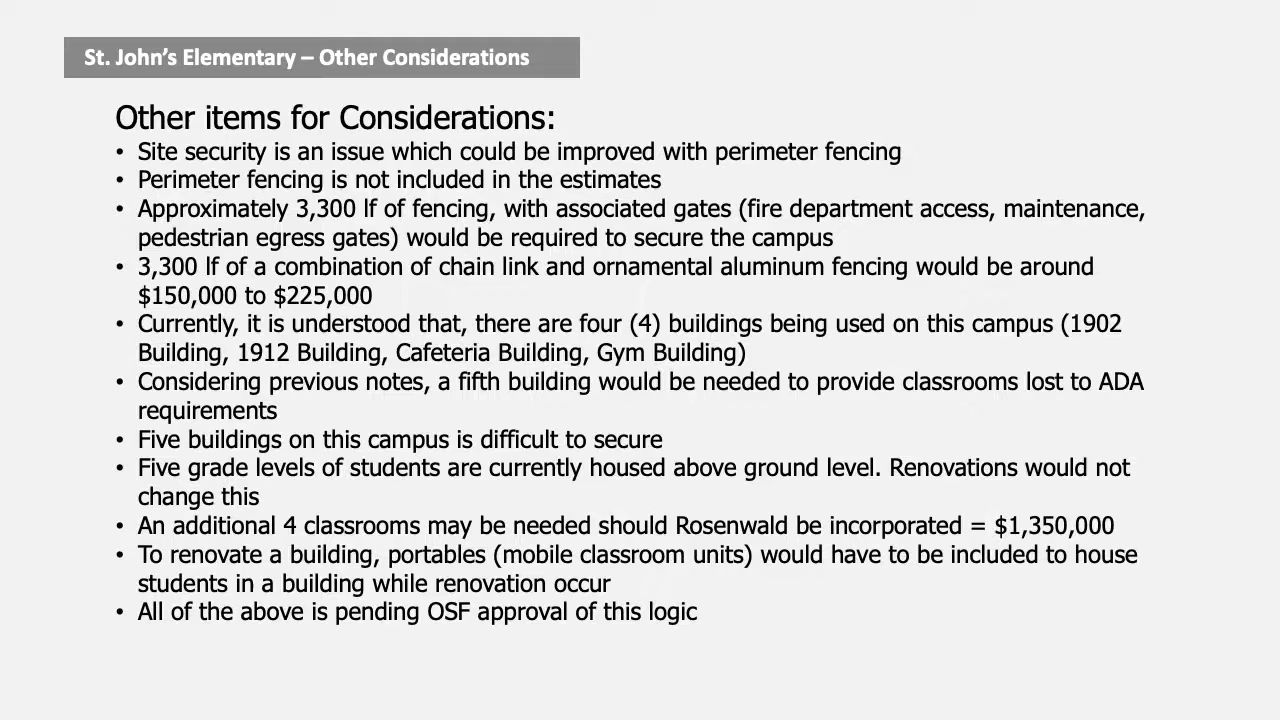 St. John's Elementary – Other Considerations
Other items for Considerations:
• Site security is an issue which could be improved with perimeter fencing
• Perimeter fencing is not included in the estimates
• Approximately 3,300 lf of fencing, with associated gates (fire department access, maintenance,
pedestrian egress gates) would be required to secure the campus
• 3,300 lf of a combination of chain link and ornamental aluminum fencing would be around
$150,000 to $225,000
• Currently, it is understood that, there are four (4) buildings being used on this campus (1902
Building, 1912 Building, Cafeteria Building, Gym Building)
• Considering previous notes, a fifth building would be needed to provide classrooms lost to ADA
requirements
• Five buildings on this campus is difficult to secure
• Five grade levels of students are currently housed above ground level. Renovations would not
change this
• An additional 4 classrooms may be needed should Rosenwald be incorporated = $1,350,000
• To renovate a building, portables (mobile classroom units) would have to be included to house
students in a building while renovation occur
• All of the above is pending OSF approval of this logic